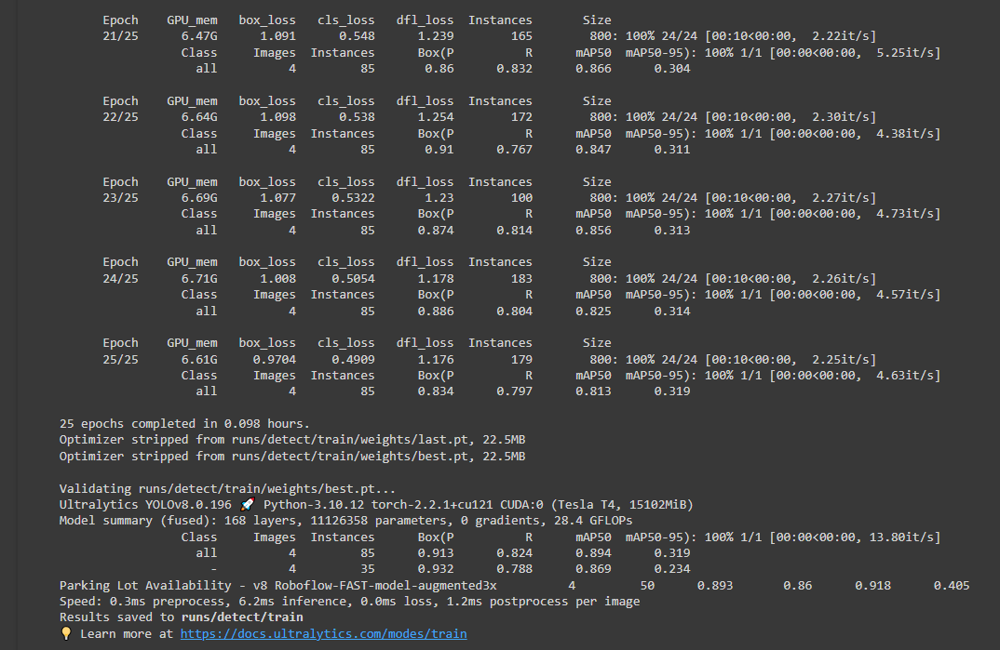 Epoch GPU_mem box_loss cls_loss dfl_loss Instances Size
21/25 6.47G 1.091 0.548 1.239 165 800: 100% 24/24 [00:10<00:00, 2.22it/s]
Class Images Instances Box(P R mAP50 mAP50-95): 100% 1/1 [00:00<00:00, 5.25it/s]
all 4 85 0.86 0.832 0.866 0.304
Epoch GPU_mem box_loss cls_loss dfl_loss Instances Size
22/25 6.64G 1.098 0.538 1.254 172 800: 100% 24/24 [00:10<00:00, 2.30it/s]
Class Images Instances Box(P R mAP50 mAP50-95): 100% 1/1 [00:00<00:00, 4.38it/s]
all 4 85 0.91 0.767 0.847 0.311
Epoch GPU_mem box_loss cls_loss dfl_loss Instances Size
23/25 6.69G 1.077 0.5322 1.23 100 800: 100% 24/24 [00:10<00:00, 2.27it/s]
Class Images Instances Box(P R mAP50 mAP50-95): 100% 1/1 [00:00<00:00, 4.73it/s]
all 4 85 0.874 0.814 0.856 0.313
Epoch GPU_mem box_loss cls_loss dfl_loss Instances Size
24/25 6.71G 1.008 0.5054 1.178 183 800: 100% 24/24 [00:10<00:00, 2.26it/s]
Class Images Instances Box(P R mAP50 mAP50-95): 100% 1/1 [00:00<00:00, 4.57it/s]
all 4 85 0.886 0.804 0.825 0.314
Epoch GPU_mem box_loss cls_loss dfl_loss Instances Size
25/25 6.61G 0.9704 0.4909 1.176 179 800: 100% 24/24 [00:10<00:00, 2.25it/s]
Class Images Instances Box(P R mAP50 mAP50-95): 100% 1/1 [00:00<00:00, 4.63it/s]
all 4 85 0.834 0.797 0.813 0.319
25 epochs completed in 0.098 hours.
Optimizer stripped from runs/detect/train/weights/last.pt, 22.5MB
Optimizer stripped from runs/detect/train/weights/best.pt, 22.5MB
Validating runs/detect/train/weights/best.pt...
Ultralytics YOLOv8.0.196 🚀 Python-3.10.12 torch-2.2.1+cu121 CUDA:0 (Tesla T4, 15102MiB)
Model summary (fused): 168 layers, 11126358 parameters, 0 gradients, 28.4 GFLOPs
Class Images Instances Box(P R mAP50 mAP50-95): 100% 1/1 [00:00<00:00, 13.80it/s]
all 4 85 0.913 0.824 0.894 0.319
- 4 35 0.932 0.788 0.869 0.234
Parking Lot Availability - v8 Roboflow-FAST-model-augmented3x 4 50 0.893 0.86 0.918 0.405
Speed: 0.3ms preprocess, 6.2ms inference, 0.0ms loss, 1.2ms postprocess per image
Results saved to runs/detect/train
💡 Learn more at https://docs.ultralytics.com/modes/train